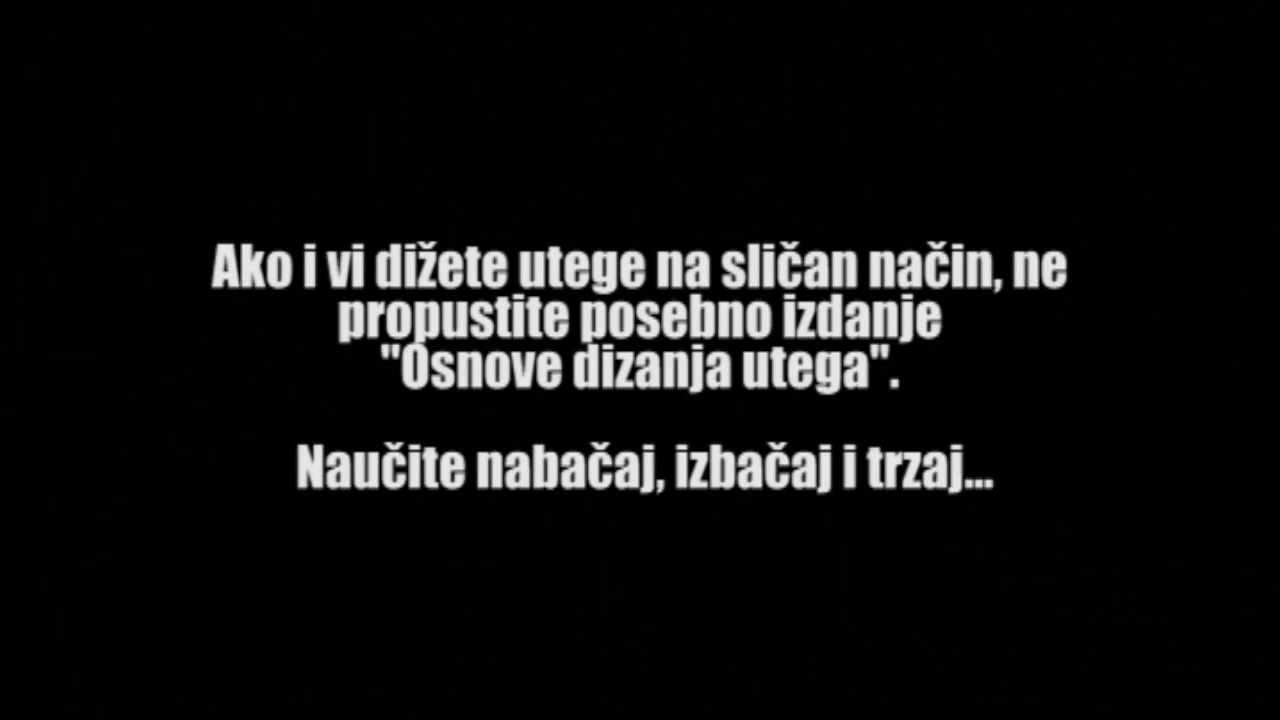 Ako i vi dižete utege na sličan način, ne
propustite posebno izdanje
"Osnove dizanja utega".
Naučite nabačaj, izbačaj i trzaj...